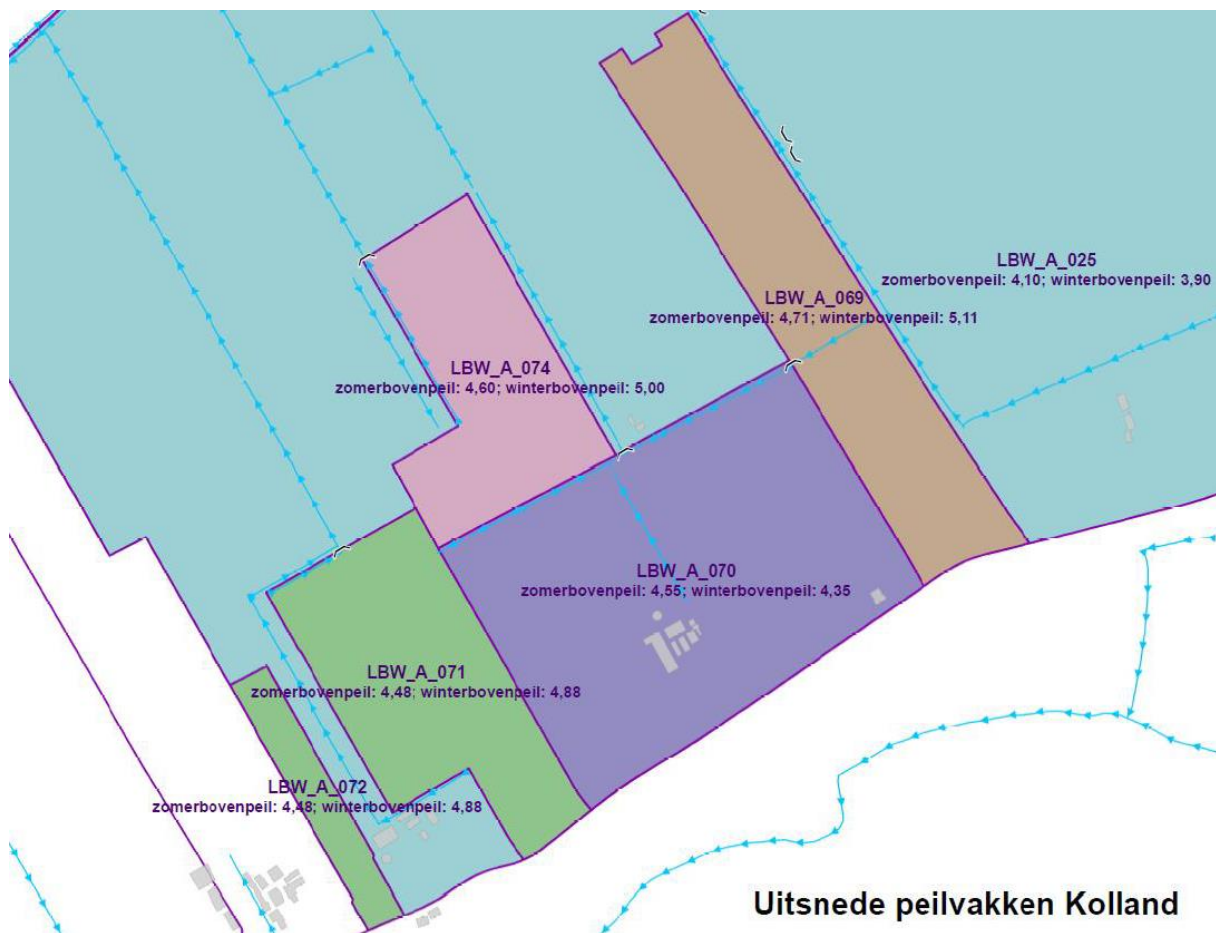 LBW_A_025
zomerbovenpeil: 4,10; winterbovenpeil: 3,90
LBW_A_069
zomerbovenpeil: 4,71; winterbovenpeil: 5,11
LBW_A_074
zomerbovenpeil: 4,60; winterbovenpeil: 5,00
LBW_A_070
zomerbovenpeil: 4,55; winterbovenpeil: 4,35
LBW_A_071
zomerbovenpeil: 4,48; winterbovenpeil: 4,88
LBW_A_072
zomerbovenpeil: 4,48; winterbovenpeil: 4,88
Uitsnede peilvakken Kolland